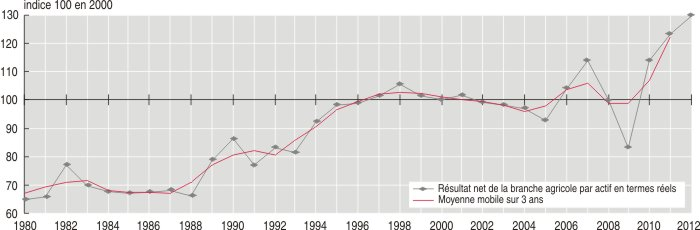 indice 100 en 2000
130
120
110
100
90
80
70
60
Résultat net de la branche agricole par actif en termes réels
Moyenne mobile sur 3 ans
1980 1982 1984 1986 1988 1990 1992 1994 1996 1998 2000 2002 2004 2006 2008 2010 2012